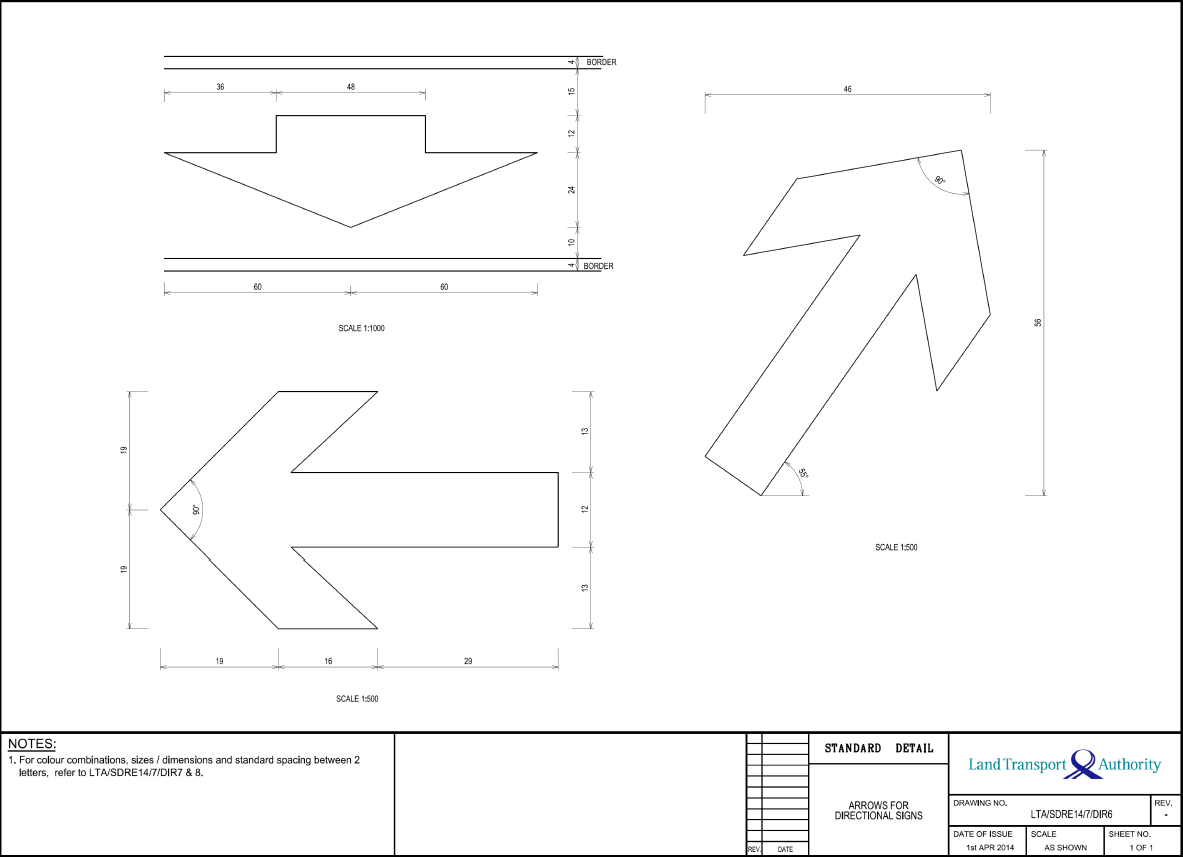 4 BORDER
36
48
15
12
24
10
4 BORDER
60
60
SCALE 1:1000
46
90°
56
55°
SCALE 1:500
19
13
90°
12
19
13
19
16
29
SCALE 1:500
NOTES:
1. For colour combinations, sizes / dimensions and standard spacing between 2
letters, refer to LTA/SDRE14/7/DIR7 & 8.
REV.
DATE
STANDARD DETAIL
ARROWS FOR
DIRECTIONAL SIGNS
Land Transport Authority
DRAWING NO.
LTA/SDRE14/7/DIR6
REV.
-
DATE OF ISSUE
1st APR 2014
SCALE
AS SHOWN
SHEET NO.
1 OF 1